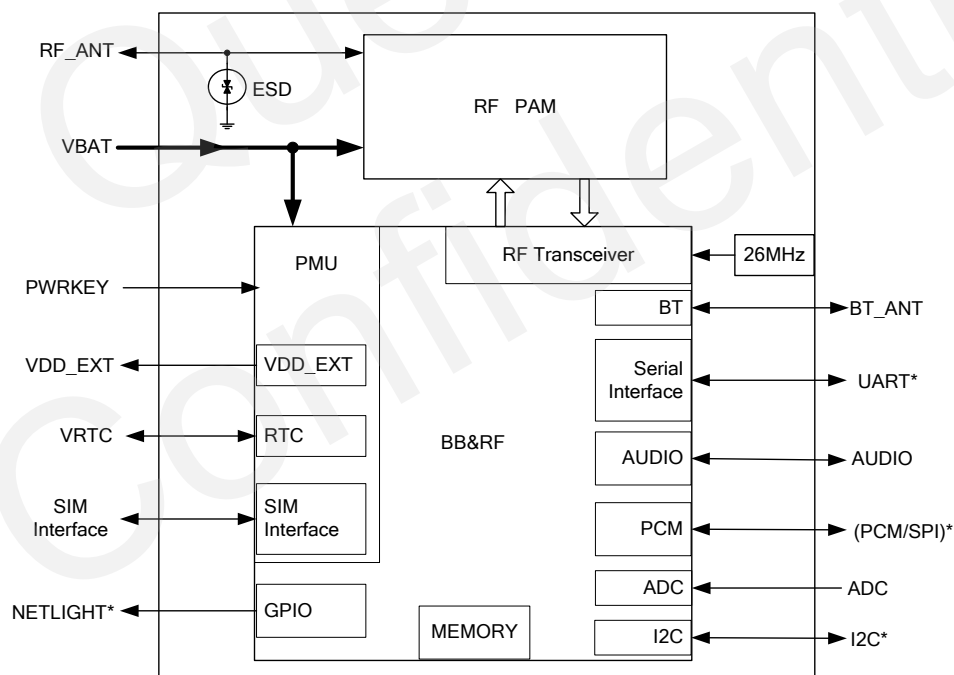 RF_ANT
ESD
RF PAM
VBAT
PMU
RF Transceiver
26MHz
PWRKEY
BT
BT_ANT
VDD_EXT
VDD_EXT
Serial
Interface
UART*
VRTC
RTC
BB&RF
AUDIO
AUDIO
SIM
Interface
SIM
Interface
PCM
(PCM/SPI)*
ADC
ADC
NETLIGHT*
GPIO
MEMORY
I2C
I2C*